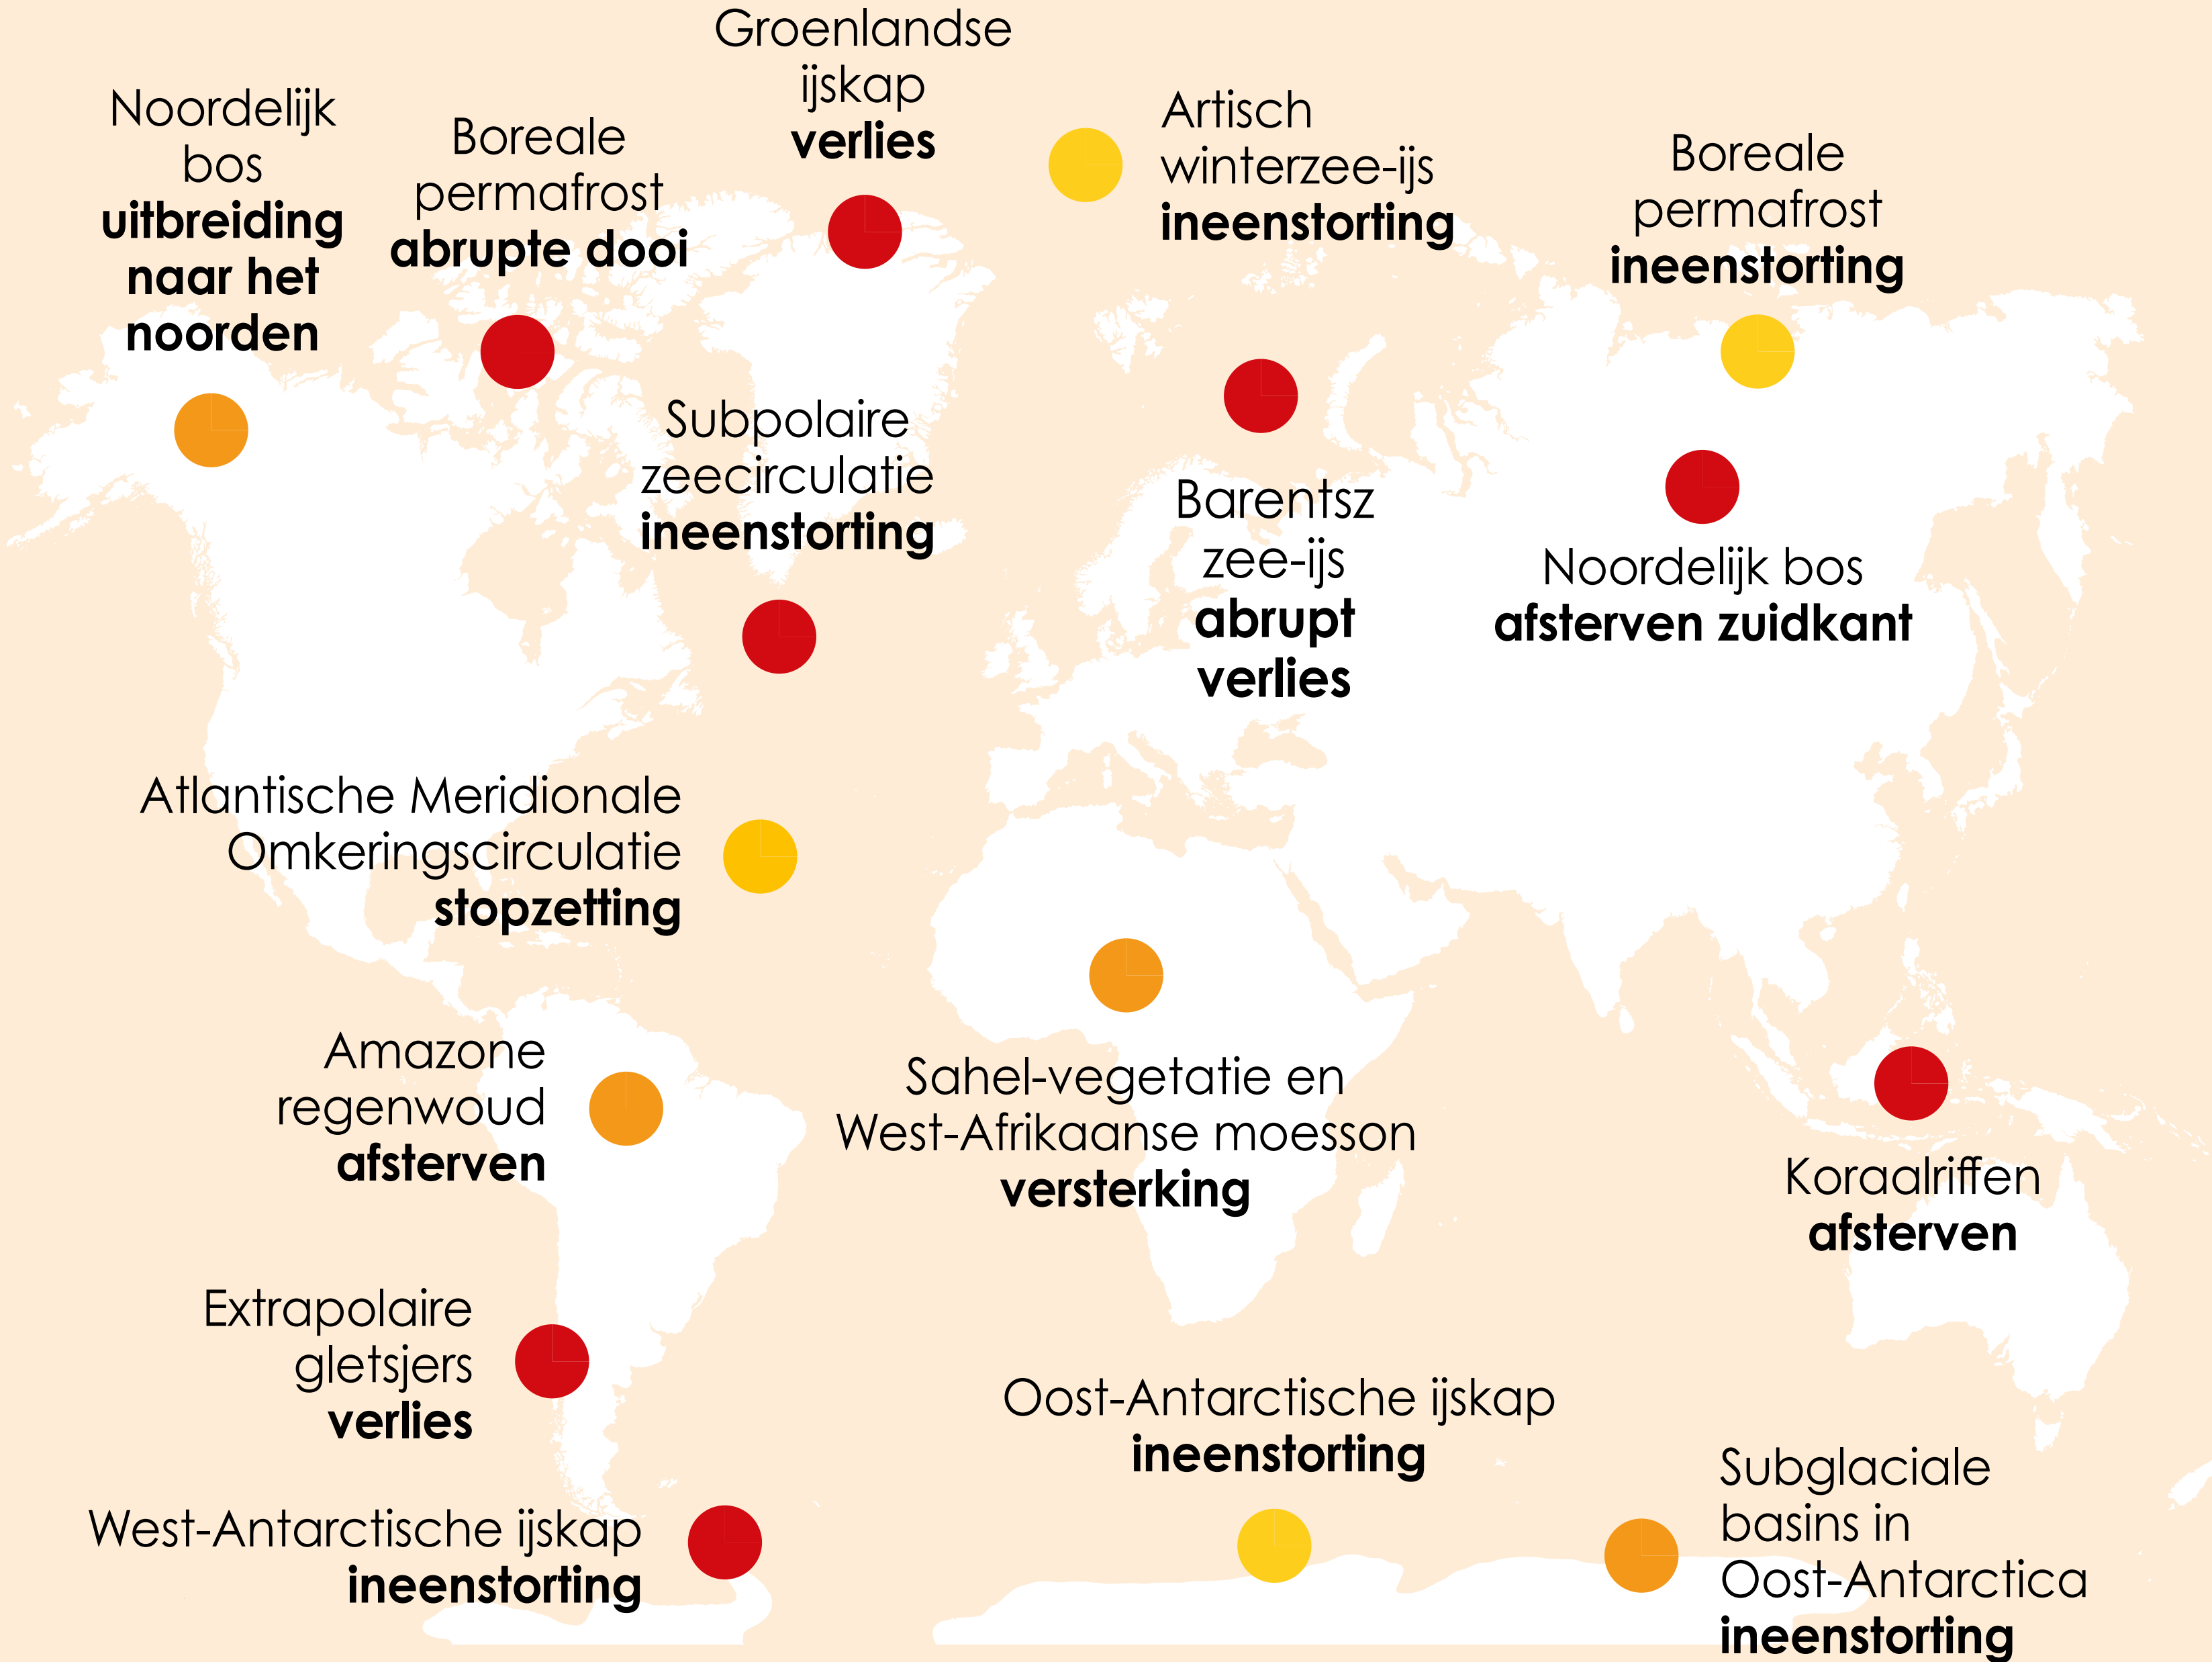 Groenlandse
ijskap
verlies
Noordelijk
bos
uitbreiding
naar het
noorden
Boreale
permafrost
abrupte dooi
Artisch
winterzee-ijs
ineenstorting
Boreale
permafrost
ineenstorting
Subpolaire
zeecirculatie
ineenstorting
Barentsz
zee-ijs
abrupt
verlies
Noordelijk bos
afsterven zuidkant
Atlantische Meridionale
Omkeringscirculatie
stopzetting
Amazone
regenwoud
afsterven
Sahel-vegetatie en
West-Afrikaanse moesson
versterking
Koraalriffen
afsterven
Extrapolaire
gletsjers
verlies
Oost-Antarctische ijskap
ineenstorting
West-Antarctische ijskap
ineenstorting
Subglaciale
basins in
Oost-Antarctica
ineenstorting